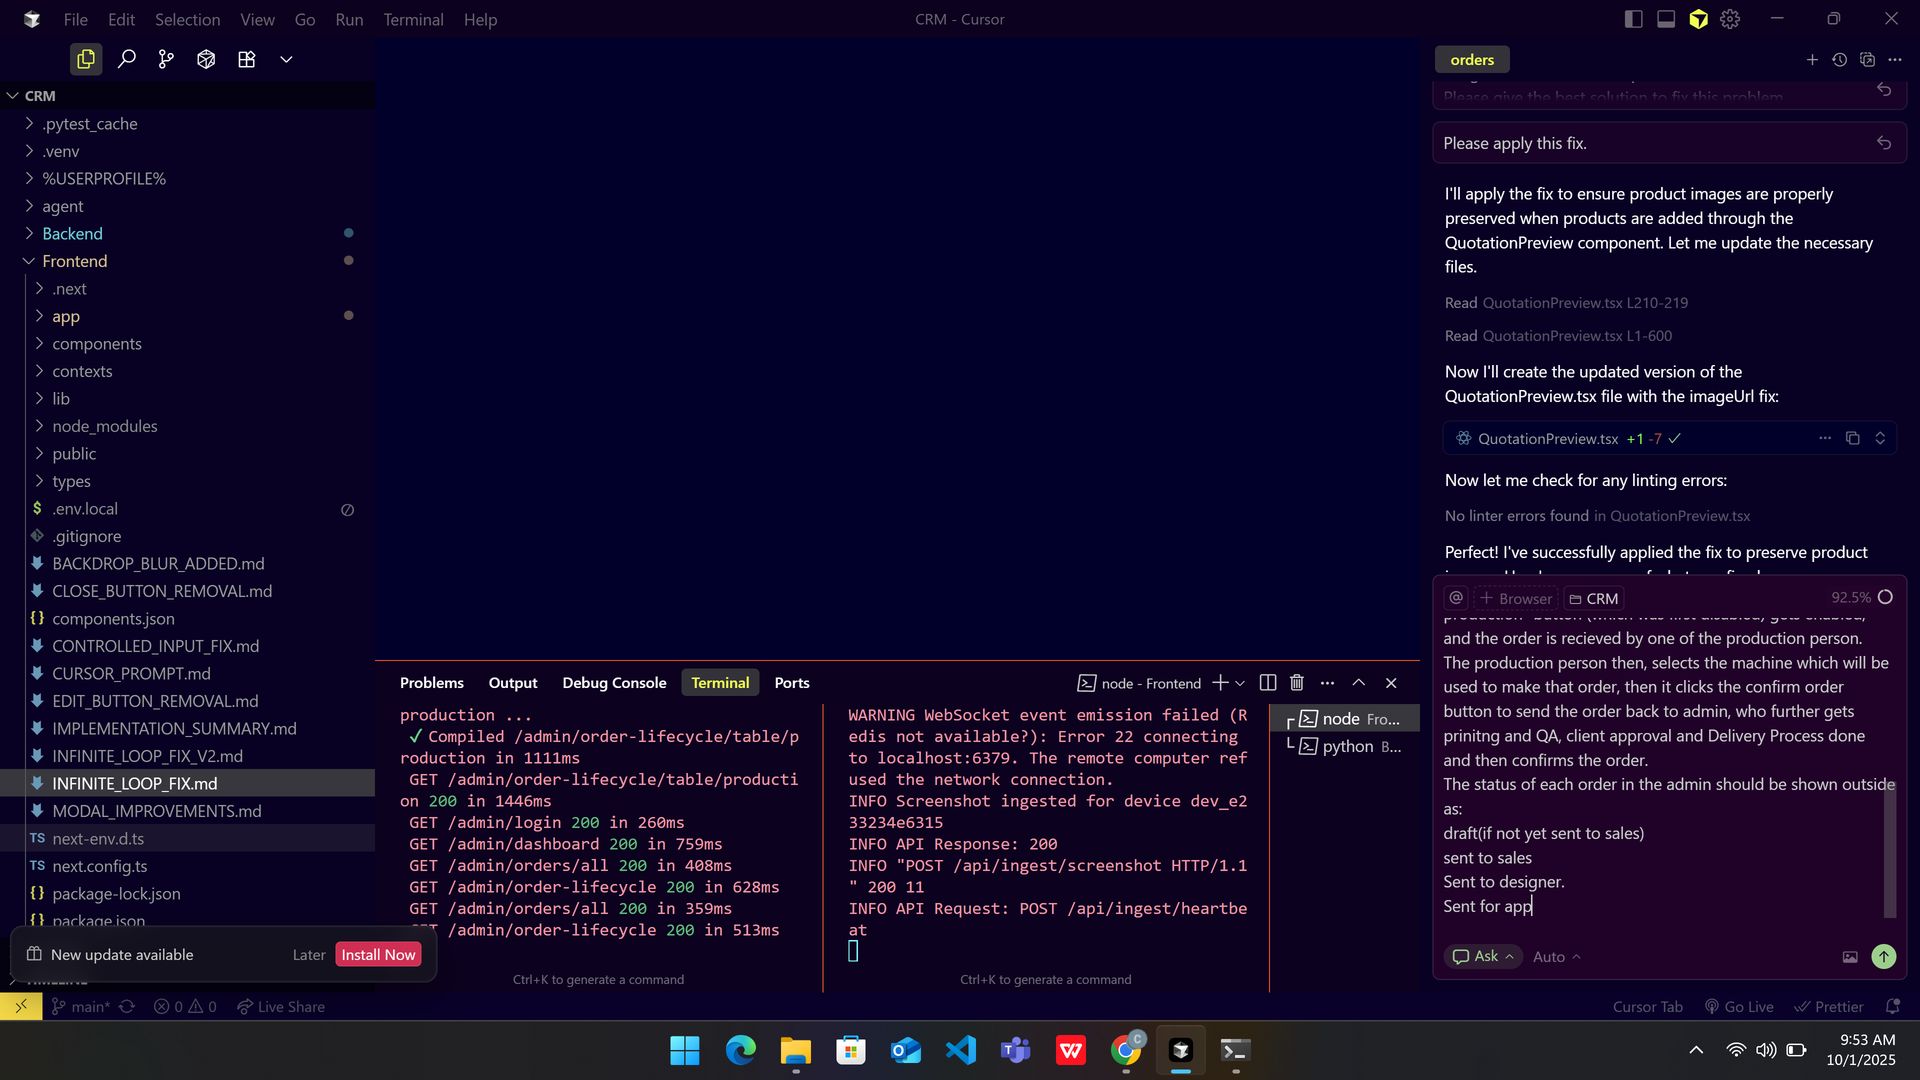 File Edit Selection View Go Run Terminal Help
CRM - Cursor
CRM
.pytest_cache
.venv
%USERPROFILE%
agent
Backend
Frontend
.next
app
components
contexts
lib
node_modules
public
types
.env.local
.gitignore
BACKDROP_BLUR_ADDED.md
CLOSE_BUTTON_REMOVAL.md
components.json
CONTROLLED_INPUT_FIX.md
CURSOR_PROMPT.md
EDIT_BUTTON_REMOVAL.md
IMPLEMENTATION_SUMMARY.md
INFINITE_LOOP_FIX_V2.md
INFINITE_LOOP_FIX.md
MODAL_IMPROVEMENTS.md
next-env.d.ts
next.config.ts
package-lock.json
package.json
New update available Later Install Now
TIMELINE
Problems Output Debug Console Terminal Ports
node - Frontend
production ...
✓ Compiled /admin/order-lifecycle/table/p
roduction in 1111ms
GET /admin/order-lifecycle/table/producti
on 200 in 1446ms
GET /admin/login 200 in 260ms
GET /admin/dashboard 200 in 759ms
GET /admin/orders/all 200 in 408ms
GET /admin/order-lifecycle 200 in 628ms
GET /admin/orders/all 200 in 359ms
GET /admin/order-lifecycle 200 in 513ms
Ctrl+K to generate a command
WARNING WebSocket event emission failed (R
edis not available?): Error 22 connecting
to localhost:6379. The remote computer ref
used the network connection.
INFO Screenshot ingested for device dev_e2
33234e6315
INFO API Response: 200
INFO "POST /api/ingest/screenshot HTTP/1.1
" 200 11
INFO API Request: POST /api/ingest/heartbe
at
Ctrl+K to generate a command
node Fro...
python B...
orders
Please give the best solution to fix this problem
Please apply this fix.
I'll apply the fix to ensure product images are properly
preserved when products are added through the
QuotationPreview component. Let me update the necessary
files.
Read QuotationPreview.tsx L210-219
Read QuotationPreview.tsx L1-600
Now I'll create the updated version of the
QuotationPreview.tsx file with the imageUrl fix:
QuotationPreview.tsx +1 -7
Now let me check for any linting errors:
No linter errors found in QuotationPreview.tsx
Perfect! I've successfully applied the fix to preserve product
@ + Browser CRM 92.5%
production" button (which was first disabled) gets enabled,
and the order is recieved by one of the production person.
The production person then, selects the machine which will be
used to make that order, then it clicks the confirm order
button to send the order back to admin, who further gets
prinitng and QA, client approval and Delivery Process done
and then confirms the order.
The status of each order in the admin should be shown outside
as:
draft(if not yet sent to sales)
sent to sales
Sent to designer.
Sent for app
Ask Auto
main* 0 0 Live Share
Cursor Tab Go Live Prettier
9:53 AM
10/1/2025